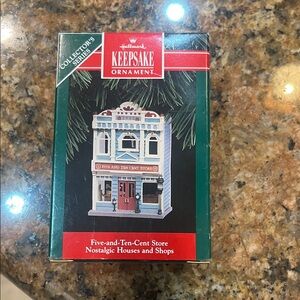 COLLECTOR'S
SERIES
Hallmark
KEEPSAKE
ORNAMENT
FIVE AND TEN CENT STORE
Five-and-Ten-Cent Store
Nostalgic Houses and Shops